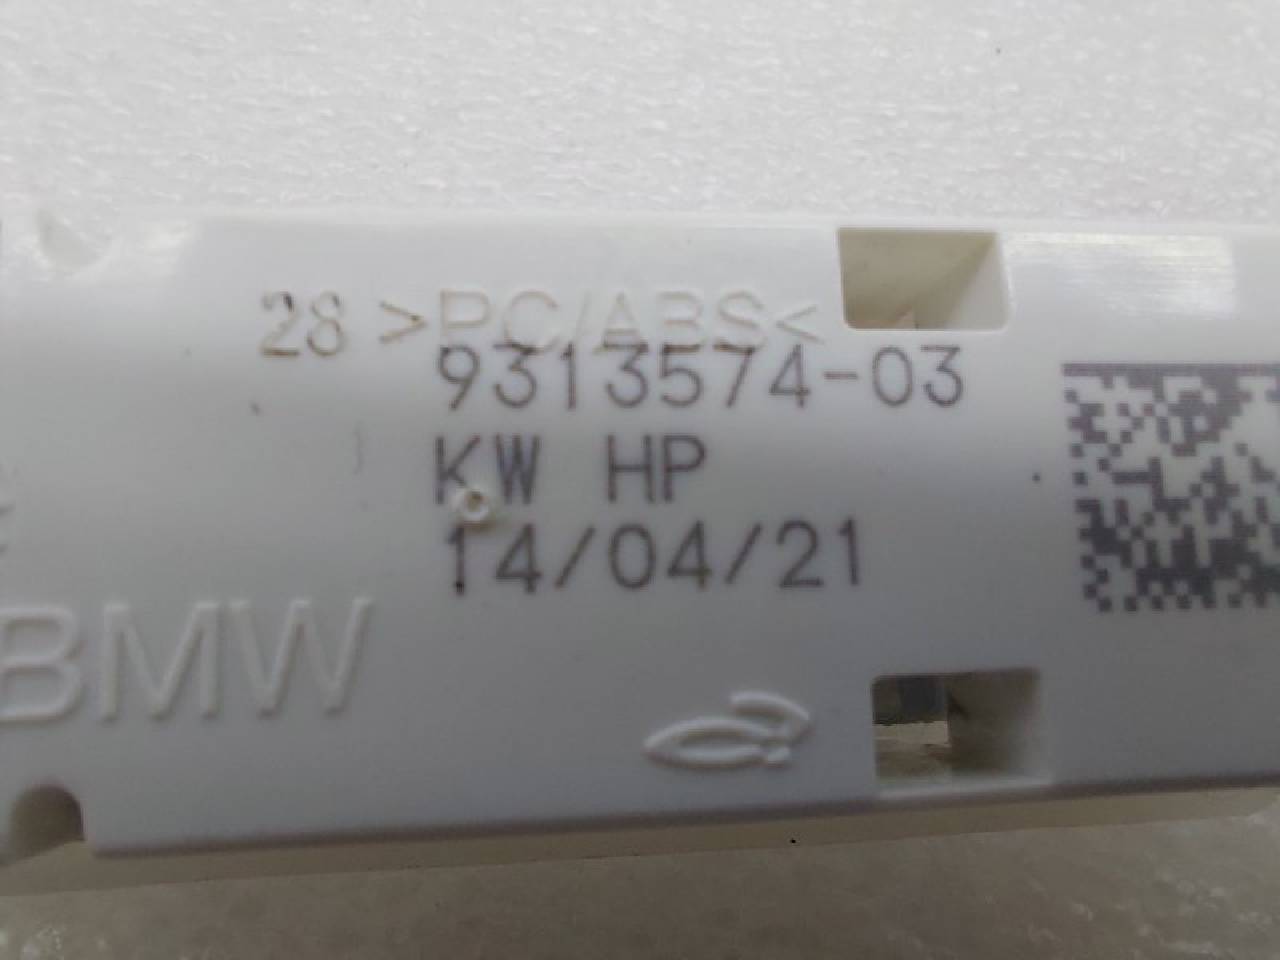 28 >PC/ABS<
9313574-03
KW HP
14/04/21
BMW